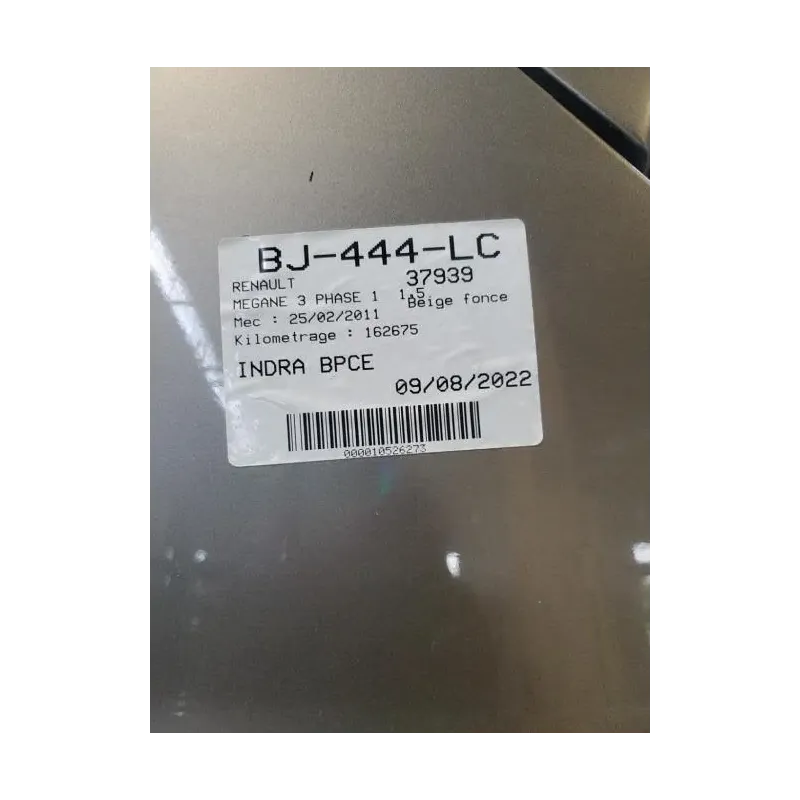 BJ-444-LC
RENAULT 37939
MEGANE 3 PHASE 1 1.5
Beige fonce
Mec : 25/02/2011
Kilometrage : 162675
INDRA BPCE
09/08/2022
000010526273